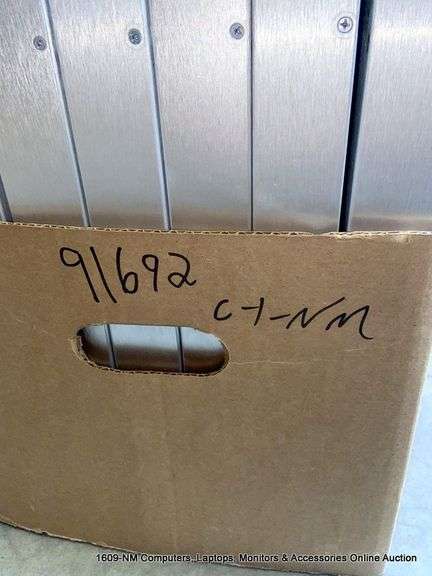 91692
C-1-NM
1609-NM Computers, Laptops, Monitors & Accessories Online Auction